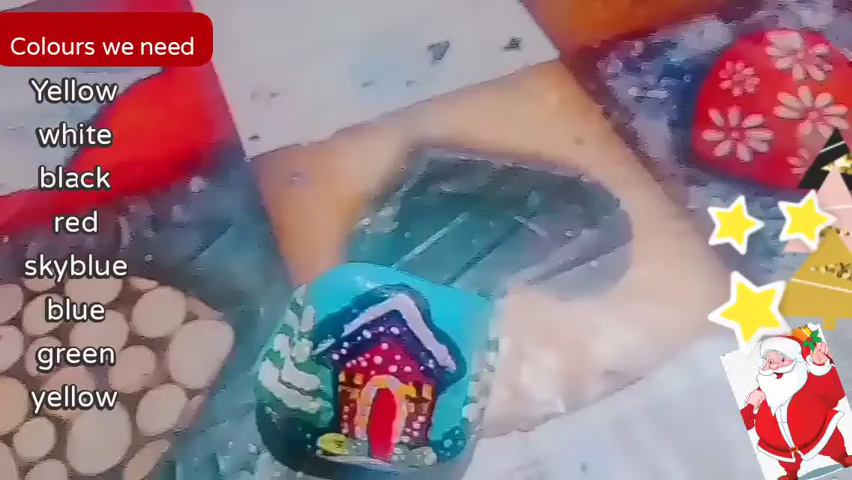 Colours we need
Yellow
white
black
red
skyblue
blue
green
yellow